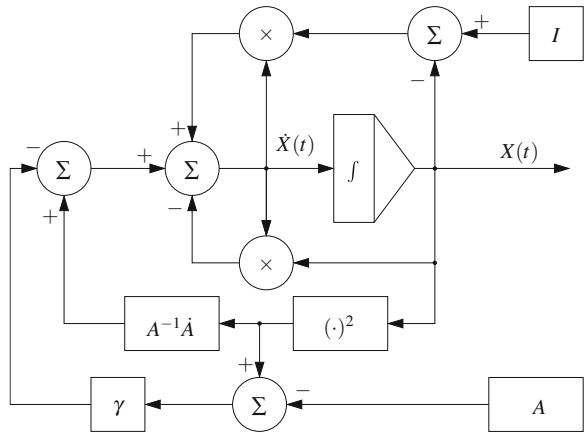 × Σ + I
−
+ Ẋ(t) X(t)
− Σ + Σ ∫
+ −
×
A⁻¹Ȧ (·)²
+ −
γ Σ A